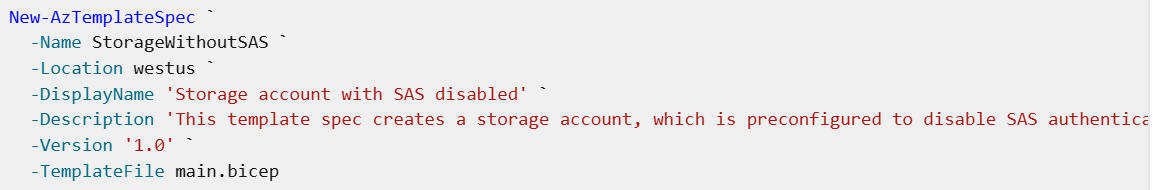 New-AzTemplateSpec `
-Name StorageWithoutSAS `
-Location westus `
-DisplayName 'Storage account with SAS disabled' `
-Description 'This template spec creates a storage account, which is preconfigured to disable SAS
-Version '1.0' `
-TemplateFile main.bicep